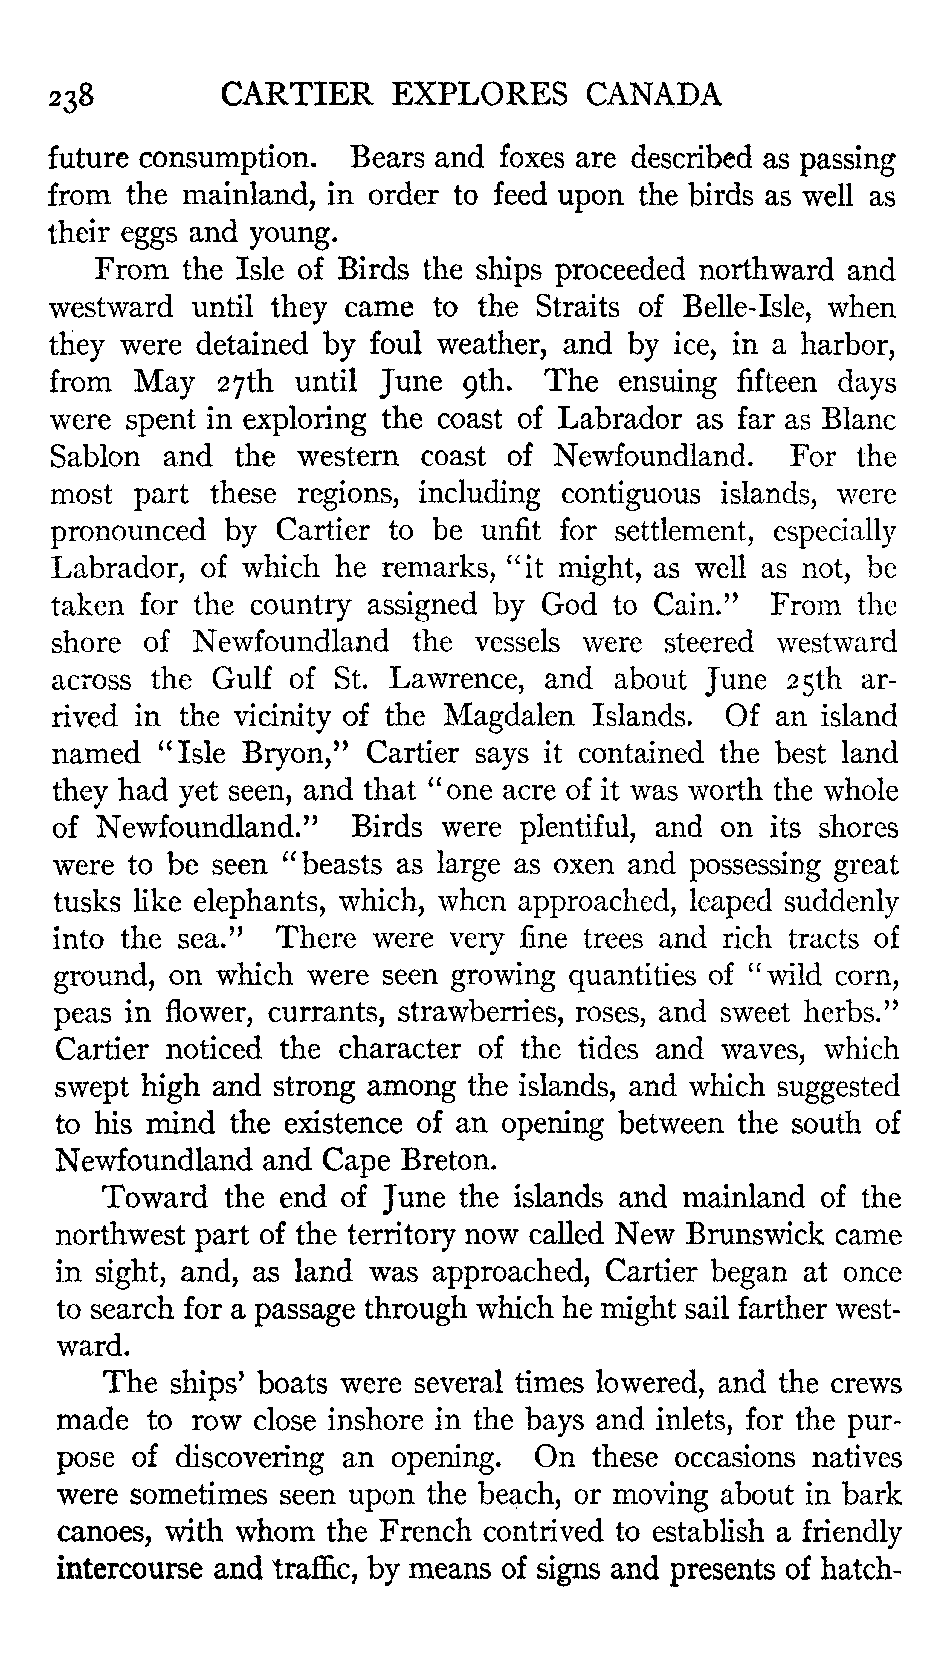 238 CARTIER EXPLORES CANADA
future consumption. Bears and foxes are described as passing
from the mainland, in order to feed upon the birds as well as
their eggs and young.
From the Isle of Birds the ships proceeded northward and
westward until they came to the Straits of Belle-Isle, when
they were detained by foul weather, and by ice, in a harbor,
from May 27th until June 9th. The ensuing fifteen days
were spent in exploring the coast of Labrador as far as Blanc
Sablon and the western coast of Newfoundland. For the
most part these regions, including contiguous islands, were
pronounced by Cartier to be unfit for settlement, especially
Labrador, of which he remarks, "it might, as well as not, be
taken for the country assigned by God to Cain." From the
shore of Newfoundland the vessels were steered westward
across the Gulf of St. Lawrence, and about June 25th ar-
rived in the vicinity of the Magdalen Islands. Of an island
named "Isle Bryon," Cartier says it contained the best land
they had yet seen, and that "one acre of it was worth the whole
of Newfoundland." Birds were plentiful, and on its shores
were to be seen "beasts as large as oxen and possessing great
tusks like elephants, which, when approached, leaped suddenly
into the sea." There were very fine trees and rich tracts of
ground, on which were seen growing quantities of "wild corn,
peas in flower, currants, strawberries, roses, and sweet herbs."
Cartier noticed the character of the tides and waves, which
swept high and strong among the islands, and which suggested
to his mind the existence of an opening between the south of
Newfoundland and Cape Breton.
Toward the end of June the islands and mainland of the
northwest part of the territory now called New Brunswick came
in sight, and, as land was approached, Cartier began at once
to search for a passage through which he might sail farther west-
ward.
The ships' boats were several times lowered, and the crews
made to row close inshore in the bays and inlets, for the pur-
pose of discovering an opening. On these occasions natives
were sometimes seen upon the beach, or moving about in bark
canoes, with whom the French contrived to establish a friendly
intercourse and traffic, by means of signs and presents of hatch-